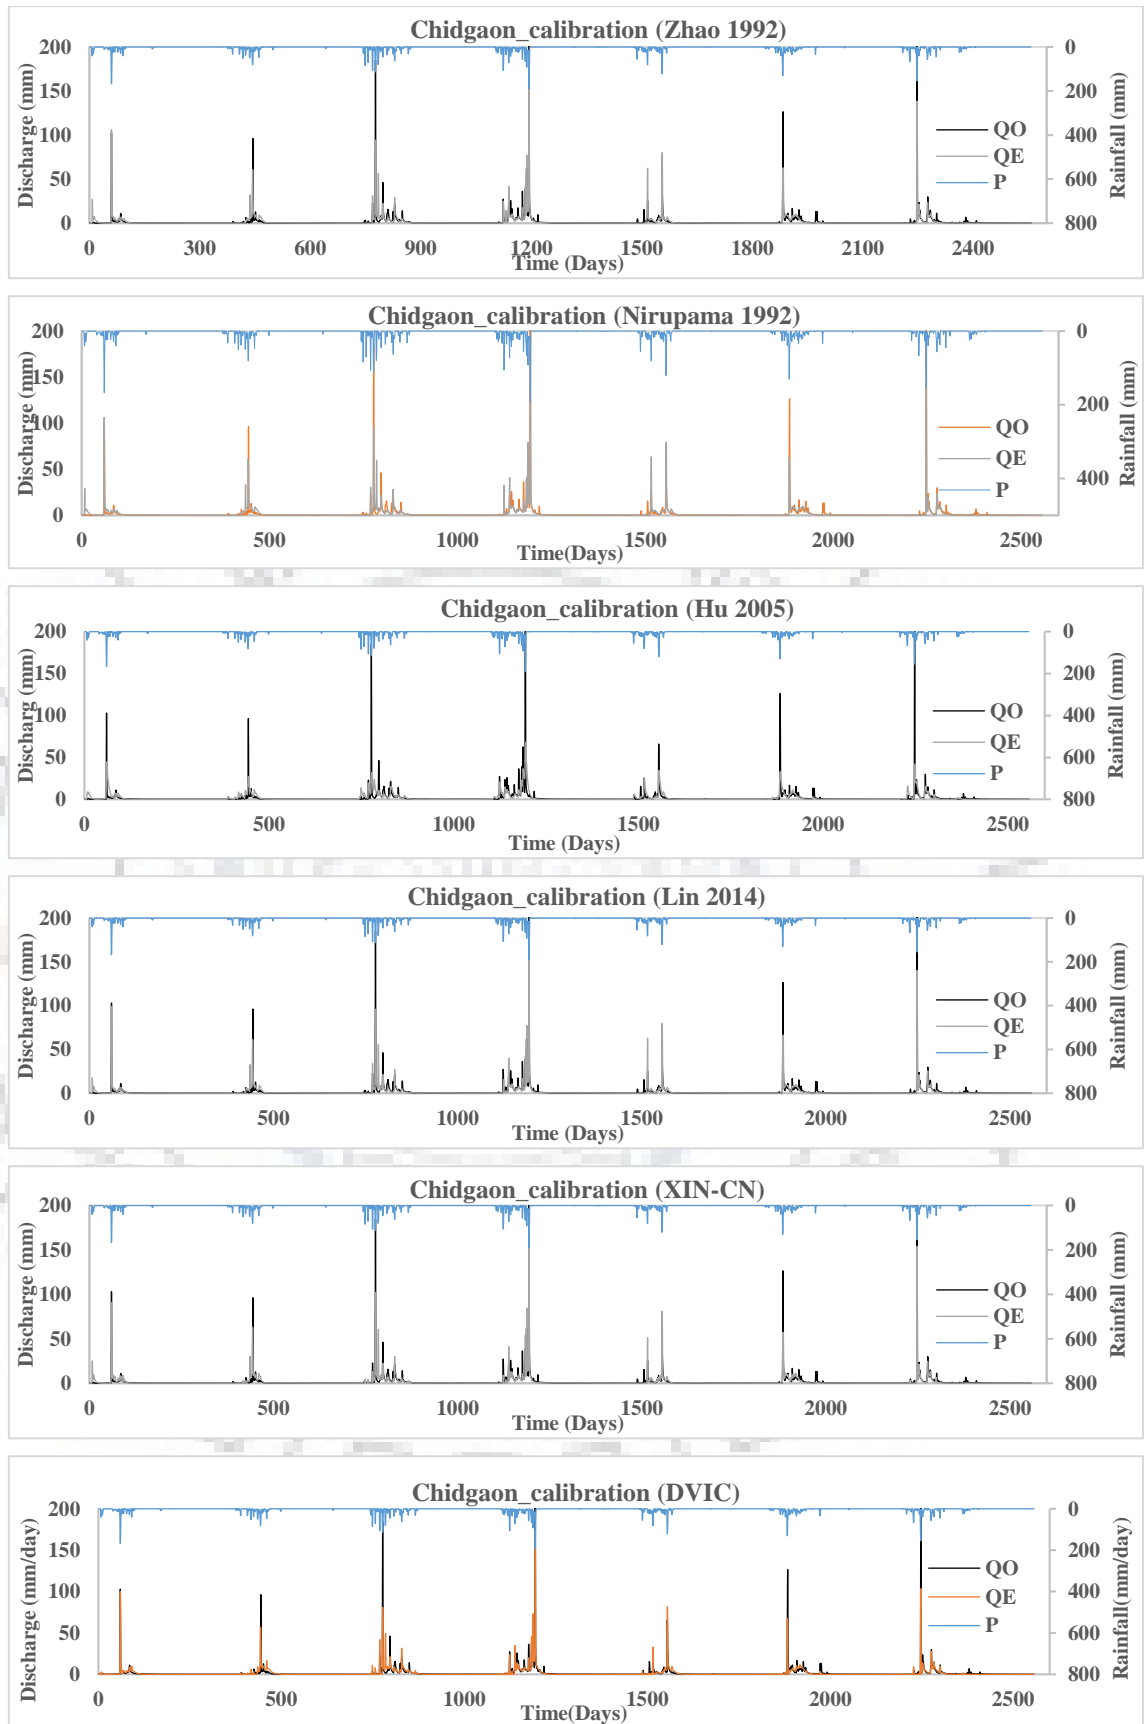 Chidgaon_calibration (Zhao 1992)
200 0
150 200
100 400
50 600
0 800
Discharge (mm)
Rainfall (mm)
QO
QE
P
0 300 600 900 1200 1500 1800 2100 2400
Time (Days)
Chidgaon_calibration (Nirupama 1992)
200 0
150
100 200
50 400
0
Discharge (mm)
Rainfall (mm)
QO
QE
P
0 500 1000 1500 2000 2500
Time(Days)
Chidgaon_calibration (Hu 2005)
200 0
150 200
100 400
50 600
0 800
Discharg (mm)
Rainfall (mm)
QO
QE
P
0 500 1000 1500 2000 2500
Time (Days)
Chidgaon_calibration (Lin 2014)
200 0
150 200
100 400
50 600
0 800
Discharge (mm)
Rainfall (mm)
QO
QE
P
0 500 1000 1500 2000 2500
Time (Days)
Chidgaon_calibration (XIN-CN)
200 0
150 200
100 400
50 600
0 800
Discharge (mm)
Rainfall (mm)
QO
QE
P
0 500 1000 1500 2000 2500
Time (Days)
Chidgaon_calibration (DVIC)
200 0
150 200
100 400
50 600
0 800
Discharge (mm/day)
Rainfall(mm/day)
QO
QE
P
0 500 1000 1500 2000 2500
Time(Days)